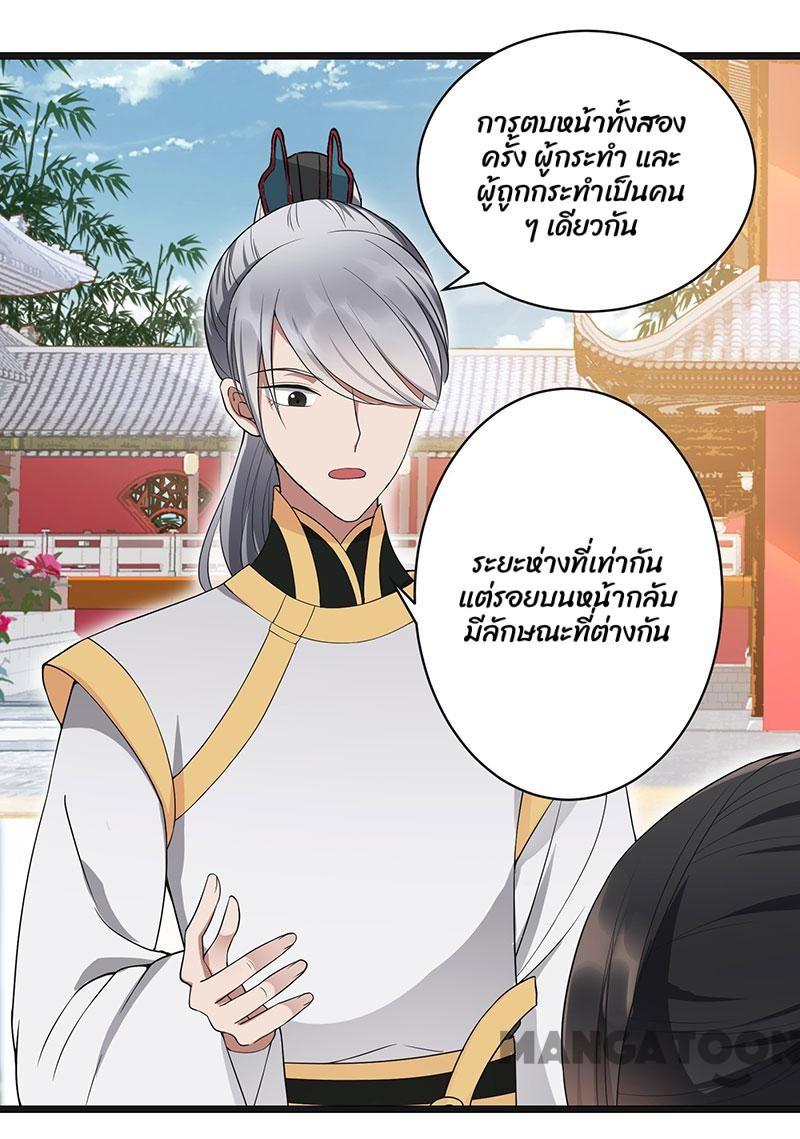 การตบหน้าทั้งสอง
ครั้ง ผู้กระทำ และ
ผู้ถูกกระทำเป็นคน
ๆ เดียวกัน
ระยะห่างที่เท่ากัน
แต่รอยบนหน้ากลับ
มีลักษณะที่ต่างกัน
MANGATOON